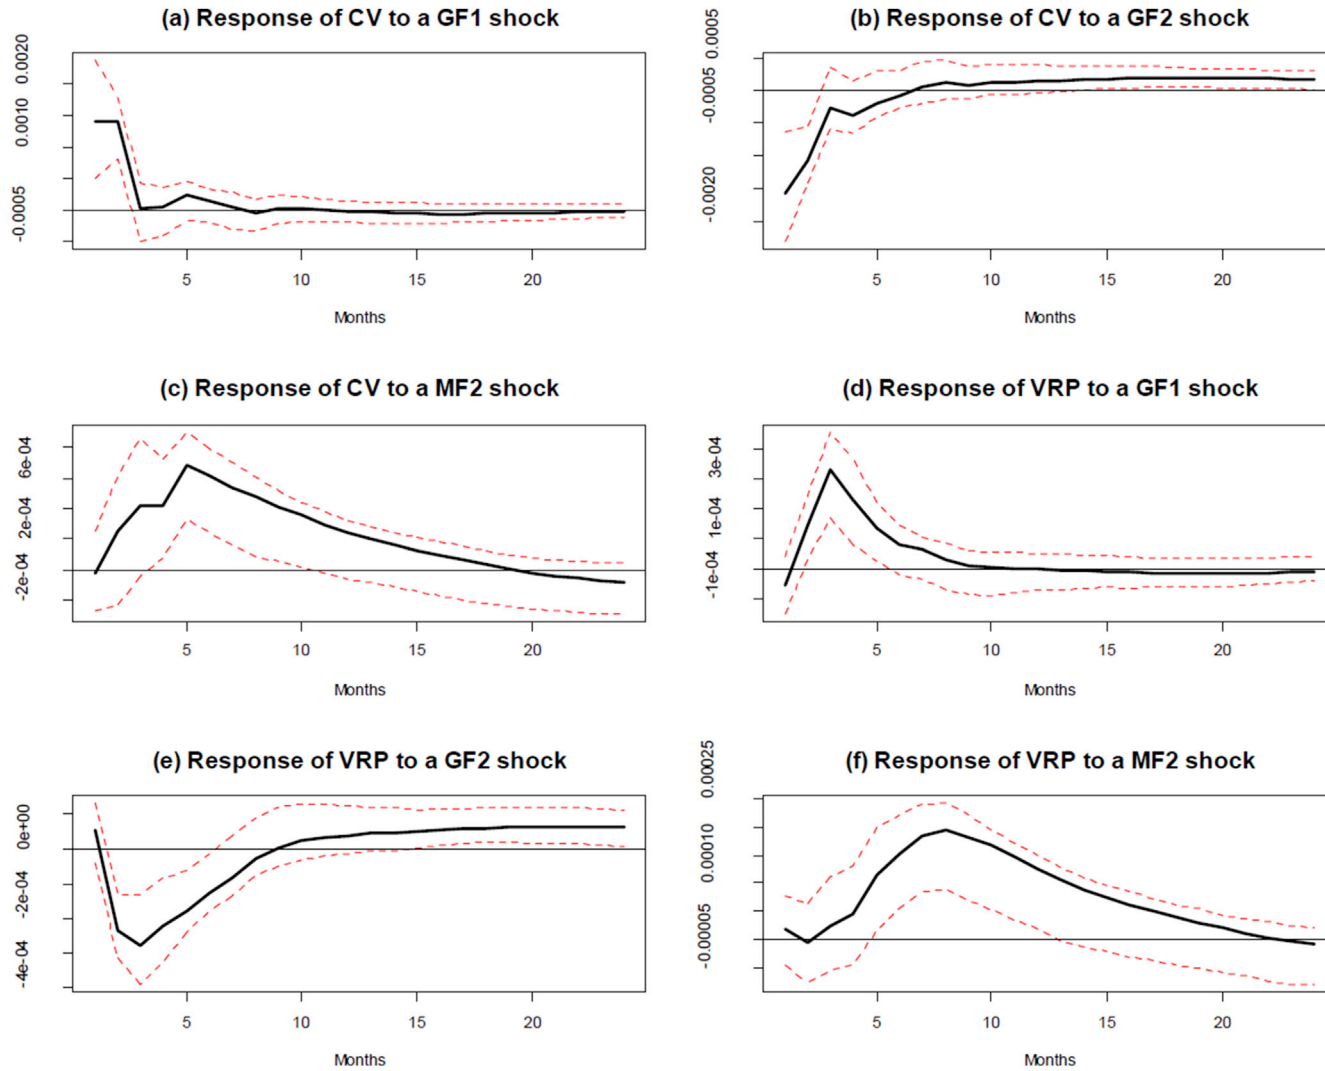 (a) Response of CV to a GF1 shock
0.0020
0.0010
-0.0005
5 10 15 20
Months
(b) Response of CV to a GF2 shock
0.0005
-0.0005
-0.0020
5 10 15 20
Months
(c) Response of CV to a MF2 shock
6e-04
2e-04
-2e-04
5 10 15 20
Months
(d) Response of VRP to a GF1 shock
3e-04
1e-04
-1e-04
5 10 15 20
Months
(e) Response of VRP to a GF2 shock
0e+00
-2e-04
-4e-04
5 10 15 20
Months
(f) Response of VRP to a MF2 shock
0.00025
0.00010
-0.00005
5 10 15 20
Months